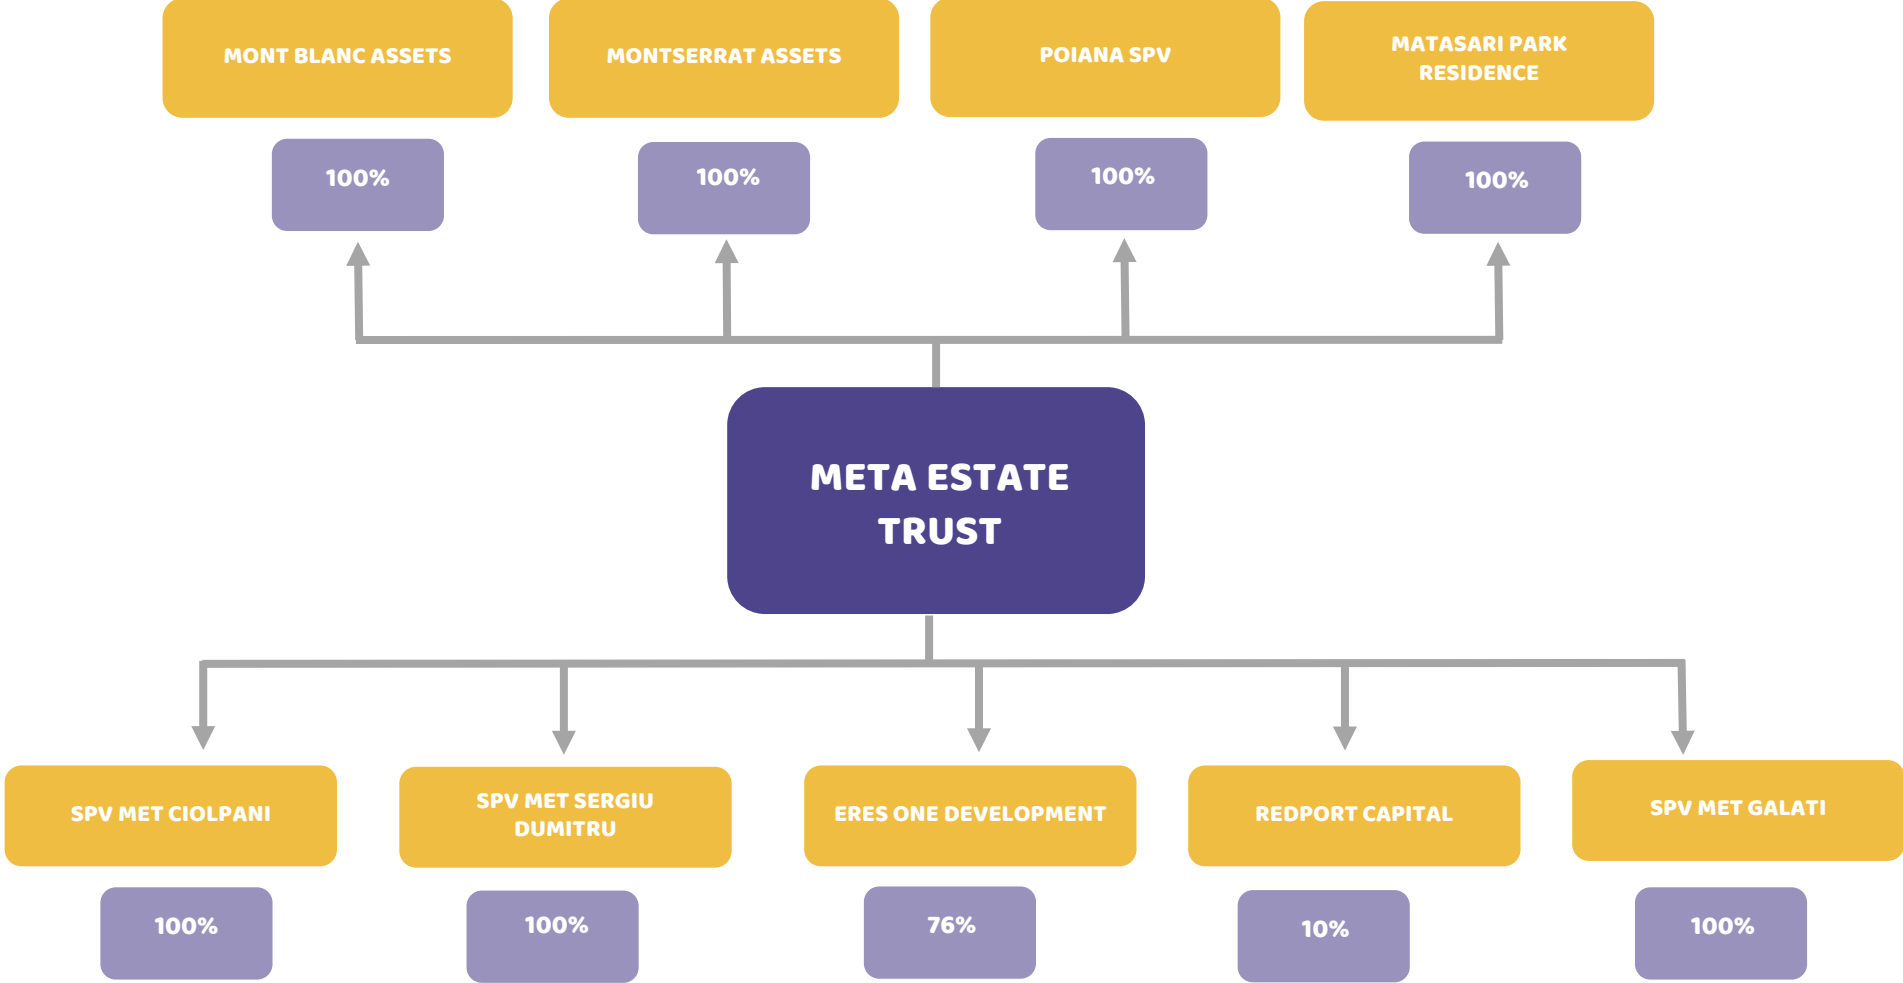 MONT BLANC ASSETS
MONTSERRAT ASSETS
POIANA SPV
MATASARI PARK
RESIDENCE
100%
100%
100%
100%
META ESTATE
TRUST
SPV MET CIOLPANI
SPV MET SERGIU
DUMITRU
ERES ONE DEVELOPMENT
REDPORT CAPITAL
SPV MET GALATI
100%
100%
76%
10%
100%